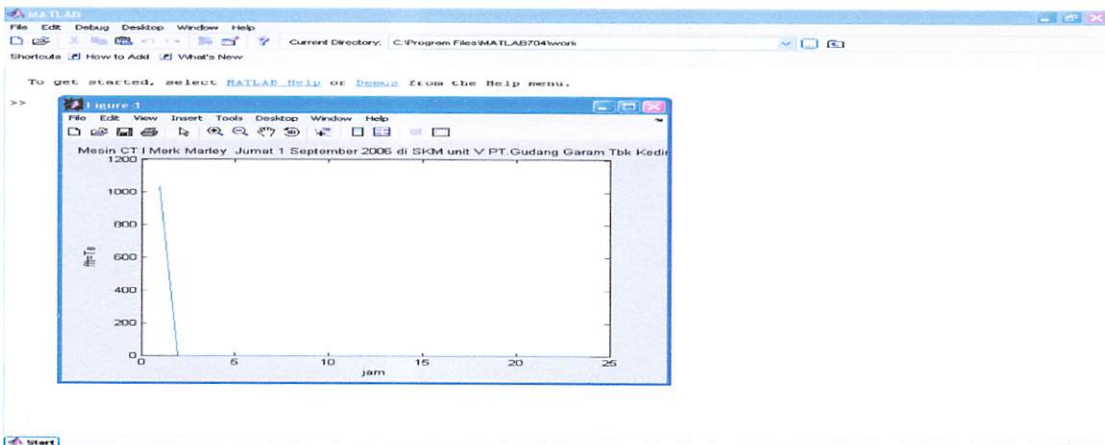 MATLAB
File Edit Debug Desktop Window Help
Current Directory: C:\Program Files\MATLAB704\work
Shortcuts How to Add What's New
To get started, select MATLAB Help or Demos from the Help menu.
>>
Figure 1
File Edit View Insert Tools Desktop Window Help
Mesin CT I Merk Marley Jumat 1 September 2006 di SKM unit V PT.Gudang Garam Tbk Kedir
1200
1000
800
600
400
200
0
0 5 10 15 20 25
jam
Start